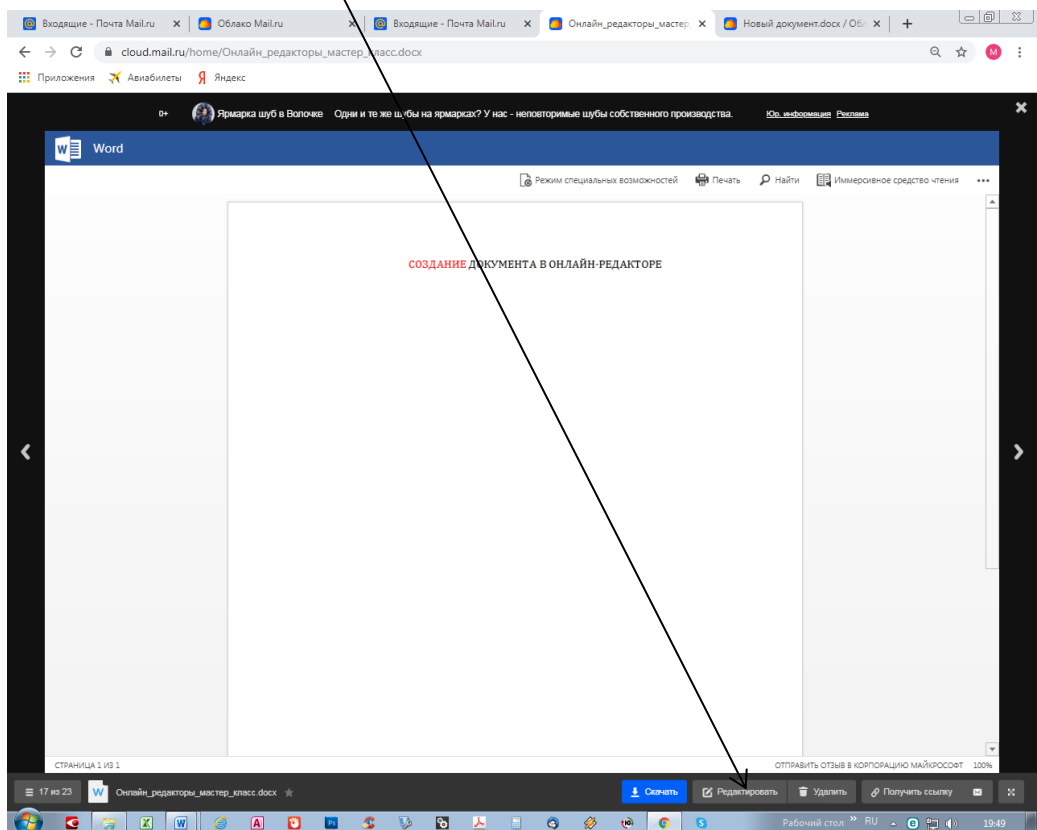 Входящие - Почта Mail.ru Облако Mail.ru Входящие - Почта Mail.ru Онлайн_редакторы_мастер Новый документ.docx / Обл
cloud.mail.ru/home/Онлайн_редакторы_мастер_класс.docx M
Приложения Авиабилеты Я Яндекс
0+ Ярмарка шуб в Волочке Одни и те же шубы на ярмарках? У нас - неповторимые шубы собственного производства. Юр. информация Реклама
W Word
Режим специальных возможностей Печать Найти Иммерсивное средство чтения
СОЗДАНИЕ ДОКУМЕНТА В ОНЛАЙН-РЕДАКТОРЕ
СТРАНИЦА 1 ИЗ 1 ОТПРАВИТЬ ОТЗЫВ В КОРПОРАЦИЮ МАЙКРОСОФТ 100%
17 из 23 W Онлайн_редакторы_мастер_класс.docx Скачать Редактировать Удалить Получить ссылку
Рабочий стол » RU 19:49